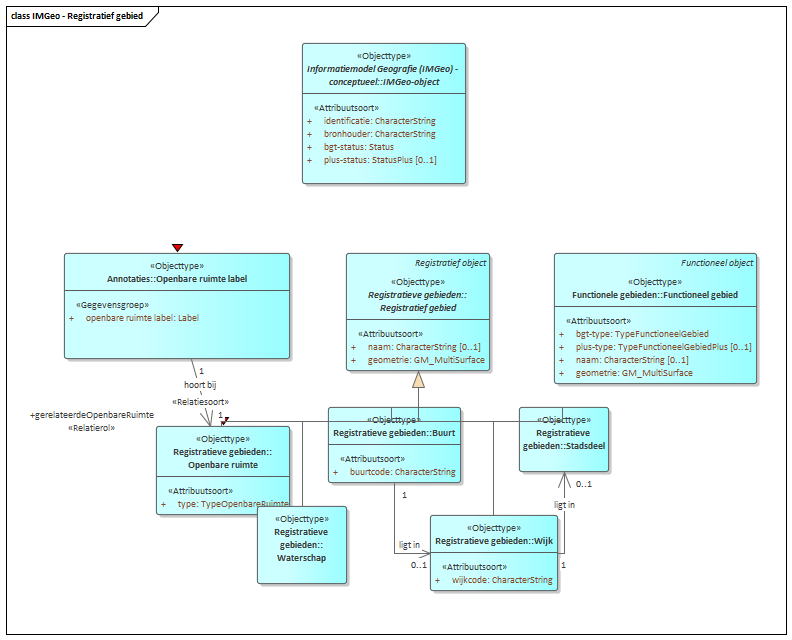 class IMGeo - Registratief gebied
«Objecttype»
Informatiemodel Geografie (IMGeo) -
conceptueel::IMGeo-object
«Attribuutsoort»
+ identificatie: CharacterString
+ bronhouder: CharacterString
+ bgt-status: Status
+ plus-status: StatusPlus [0..1]
«Objecttype»
Annotaties::Openbare ruimte label
«Gegevensgroep»
+ openbare ruimte label: Label
Registratief object
«Objecttype»
Registratieve gebieden::
Registratief gebied
«Attribuutsoort»
+ naam: CharacterString [0..1]
+ geometrie: GM_MultiSurface
Functioneel object
«Objecttype»
Functionele gebieden::Functioneel gebied
«Attribuutsoort»
+ bgt-type: TypeFunctioneelGebied
+ plus-type: TypeFunctioneelGebiedPlus [0..1]
+ naam: CharacterString [0..1]
+ geometrie: GM_MultiSurface
1
hoort bij
«Relatiesoort»
+gerelateerdeOpenbareRuimte
1
«Relatierol»
«Objecttype»
Registratieve gebieden::
Openbare ruimte
«Attribuutsoort»
+ type: TypeOpenbareRuimte
«Objecttype»
Registratieve gebieden::Buurt
«Attribuutsoort»
+ buurtcode: CharacterString
«Objecttype»
Registratieve
gebieden::Stadsdeel
0..1
ligt in
1
1
ligt in
0..1
«Objecttype»
Registratieve
gebieden::
Waterschap
«Objecttype»
Registratieve gebieden::Wijk
«Attribuutsoort»
+ wijkcode: CharacterString